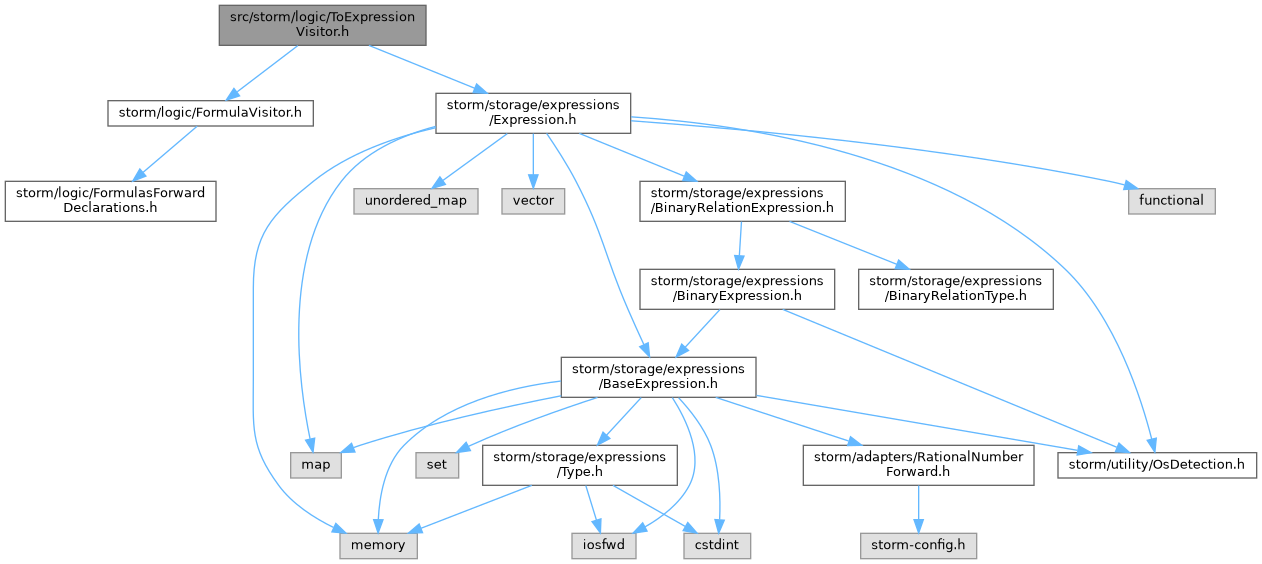 src/storm/logic/ToExpression
Visitor.h
storm/logic/FormulaVisitor.h
storm/storage/expressions
/Expression.h
storm/logic/FormulasForward
Declarations.h
unordered_map
vector
storm/storage/expressions
/BinaryRelationExpression.h
functional
storm/storage/expressions
/BinaryExpression.h
storm/storage/expressions
/BinaryRelationType.h
storm/storage/expressions
/BaseExpression.h
map
set
storm/storage/expressions
/Type.h
storm/adapters/RationalNumber
Forward.h
storm/utility/OsDetection.h
memory
iosfwd
cstdint
storm-config.h